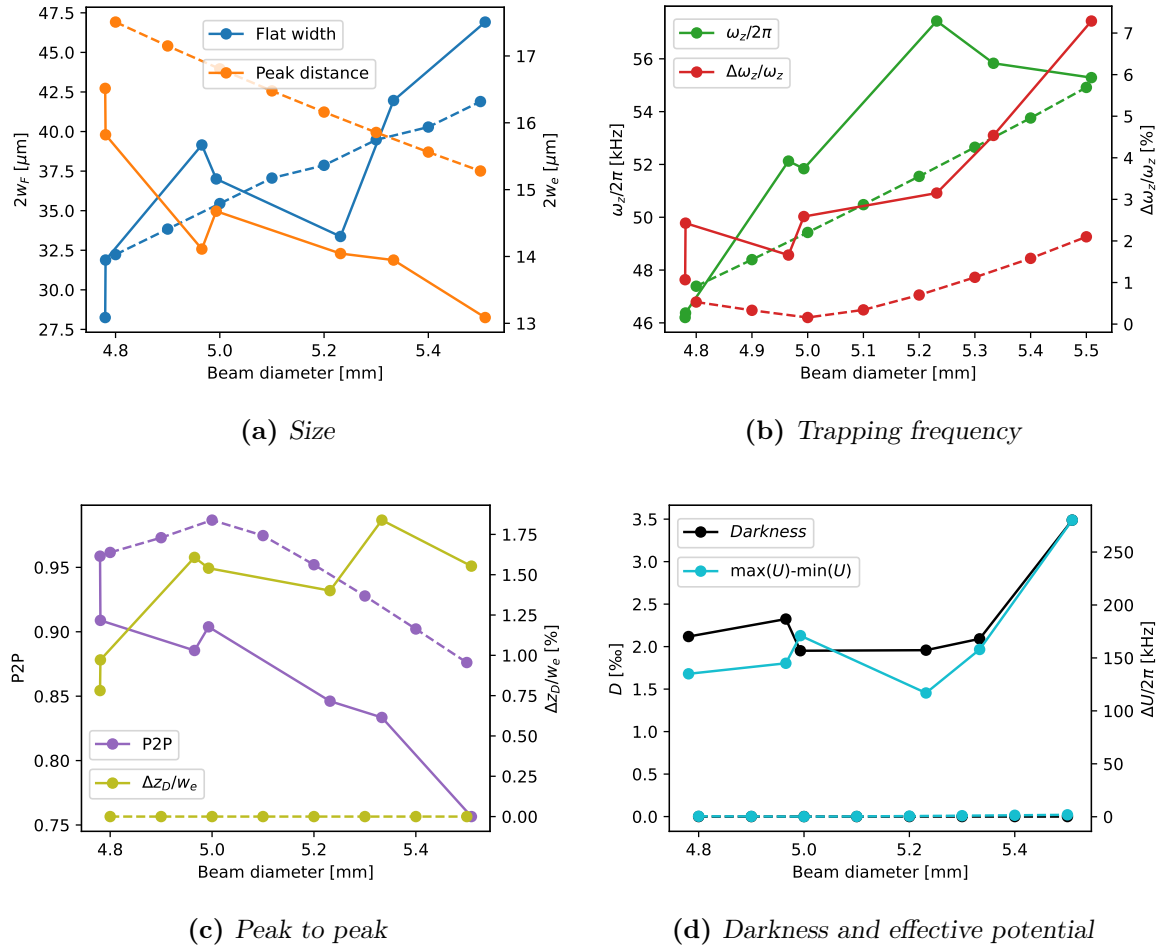 47.5
45.0
42.5
40.0
37.5
35.0
32.5
30.0
27.5
2w_F [μm]
Flat width
Peak distance
17
16
15
14
13
2w_e [μm]
4.8 5.0 5.2 5.4
Beam diameter [mm]
(a) Size
56
54
52
50
48
46
ω_z/2π [kHz]
ω_z/2π
Δω_z/ω_z
7
6
5
4
3
2
1
0
Δω_z/ω_z [%]
4.8 4.9 5.0 5.1 5.2 5.3 5.4 5.5
Beam diameter [mm]
(b) Trapping frequency
0.95
0.90
0.85
0.80
0.75
P2P
P2P
Δz_D/w_e
1.75
1.50
1.25
1.00
0.75
0.50
0.25
0.00
Δz_D/w_e [%]
4.8 5.0 5.2 5.4
Beam diameter [mm]
(c) Peak to peak
3.5
3.0
2.5
2.0
1.5
1.0
0.5
0.0
D [‰]
Darkness
max(U)-min(U)
250
200
150
100
50
0
ΔU/2π [kHz]
4.8 5.0 5.2 5.4
Beam diameter [mm]
(d) Darkness and effective potential